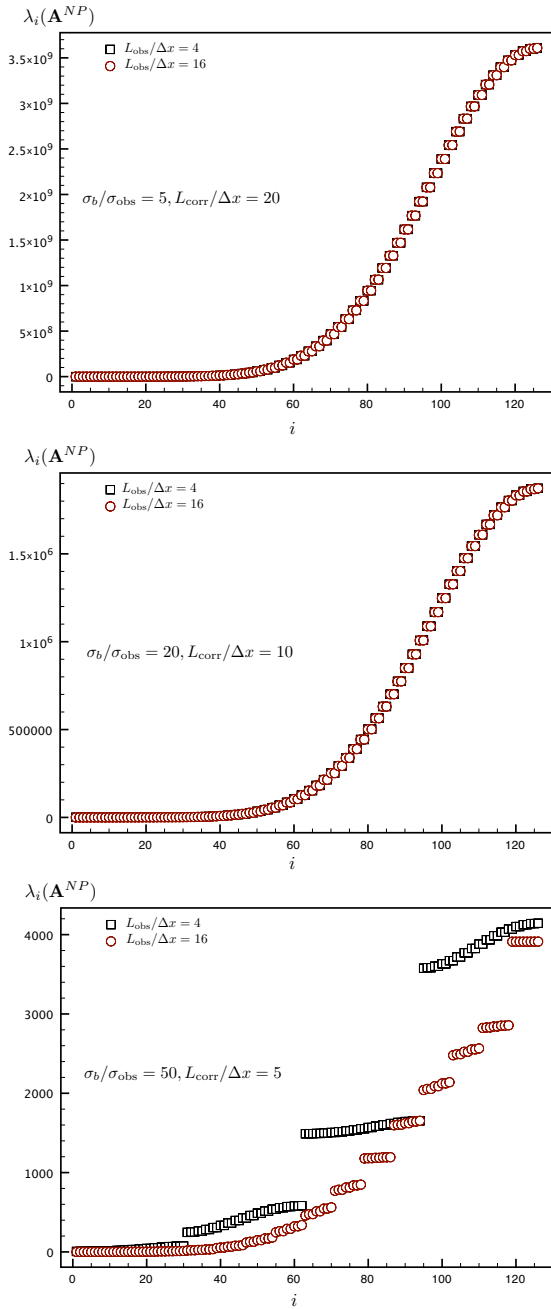 λ_i(𝐀^{NP})
L_obs/Δx = 4
L_obs/Δx = 16
3.5×10^9
3×10^9
2.5×10^9
2×10^9
1.5×10^9
1×10^9
5×10^8
0
σ_b/σ_obs = 5, L_corr/Δx = 20
0 20 40 60 80 100 120
i
λ_i(𝐀^{NP})
L_obs/Δx = 4
L_obs/Δx = 16
1.5×10^6
1×10^6
500000
0
σ_b/σ_obs = 20, L_corr/Δx = 10
0 20 40 60 80 100 120
i
λ_i(𝐀^{NP})
L_obs/Δx = 4
L_obs/Δx = 16
4000
3000
2000
1000
0
σ_b/σ_obs = 50, L_corr/Δx = 5
0 20 40 60 80 100 120
i